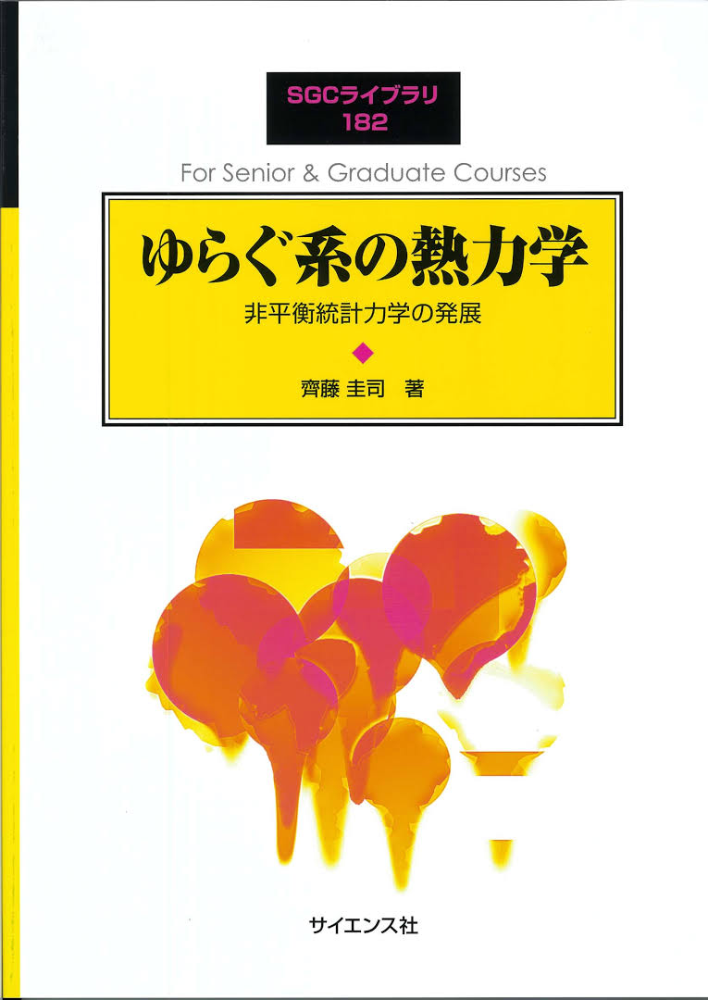 SGCライブラリ
182
For Senior & Graduate Courses
ゆらぐ系の熱力学
非平衡統計力学の発展
齊藤 圭司 著
サイエンス社